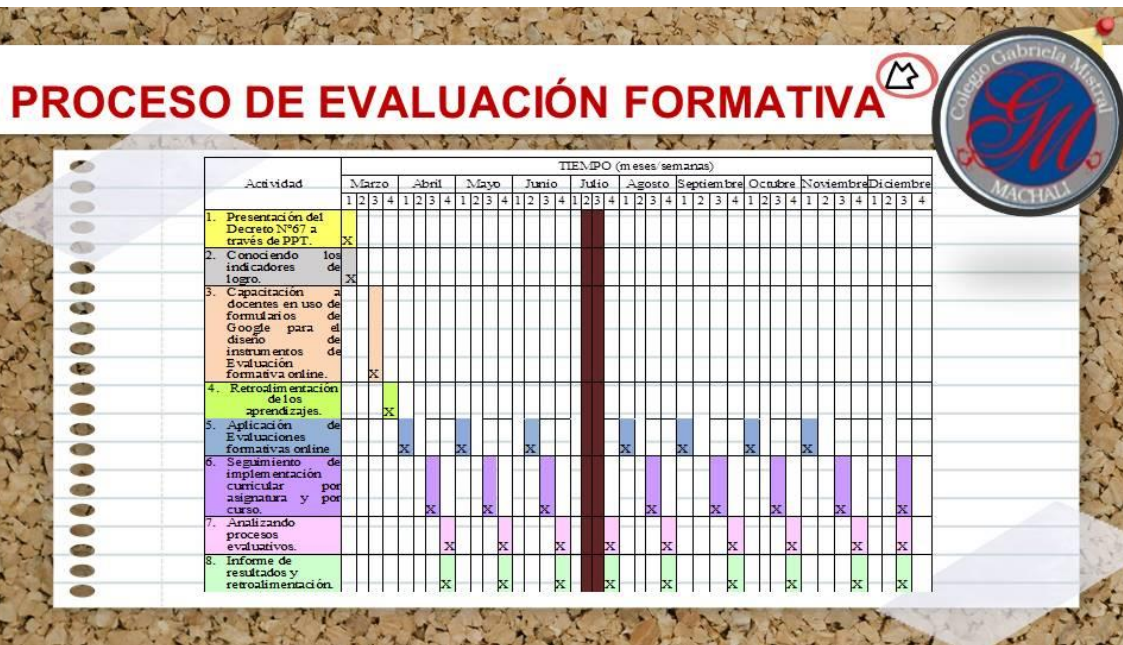 PROCESO DE EVALUACIÓN FORMATIVA
Colegio Gabriela Mistral
GM
MACHALI
Actividad
TIEMPO (meses/semanas)
Marzo Abril Mayo Junio Julio Agosto Septiembre Octubre Noviembre Diciembre
1 2 3 4 1 2 3 4 1 2 3 4 1 2 3 4 1 2 3 4 1 2 3 4 1 2 3 4 1 2 3 4 1 2 3 4 1 2 3 4
1. Presentación del
Decreto N°67 a
través de PPT.
X
2. Conociendo los
indicadores de
logro.
X
3. Capacitación a
docentes en uso de
formularios de
Google para el
diseño de
instrumentos de
Evaluación
formativa online.
X
4. Retroalimentación
de los
aprendizajes.
X
5. Aplicación de
Evaluaciones
formativas online
X X X X X X X
6. Seguimiento de
implementación
curricular por
asignatura y por
curso.
X X X X X X X X
7. Analizando
procesos
evaluativos.
X X X X X X X X X
8. Informe de
resultados y
retroalimentación.
X X X X X X X X X